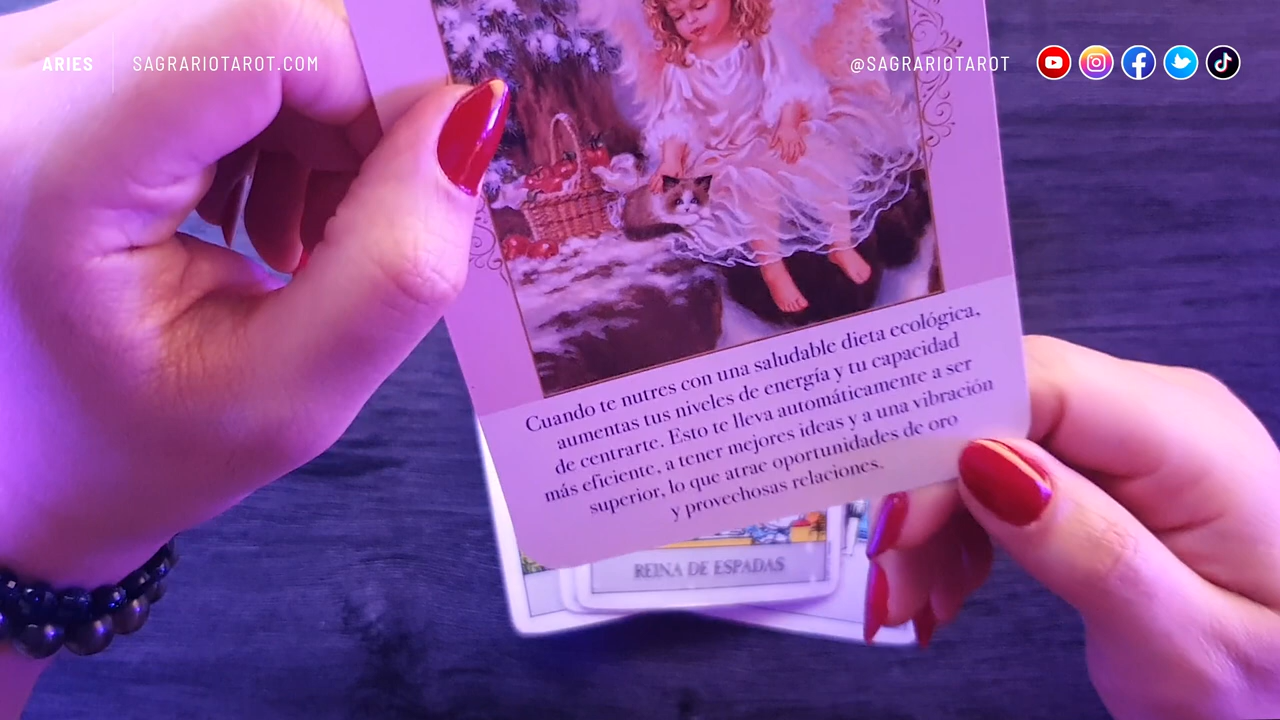 ARIES
SAGRARIOTAROT.COM
@SAGRARIOTAROT
Cuando te nutres con una saludable dieta ecológica,
aumentas tus niveles de energía y tu capacidad
de centrarte. Esto te lleva automáticamente a ser
más eficiente, a tener mejores ideas y a una vibración
superior, lo que atrae oportunidades de oro
y provechosas relaciones.
REINA DE ESPADAS